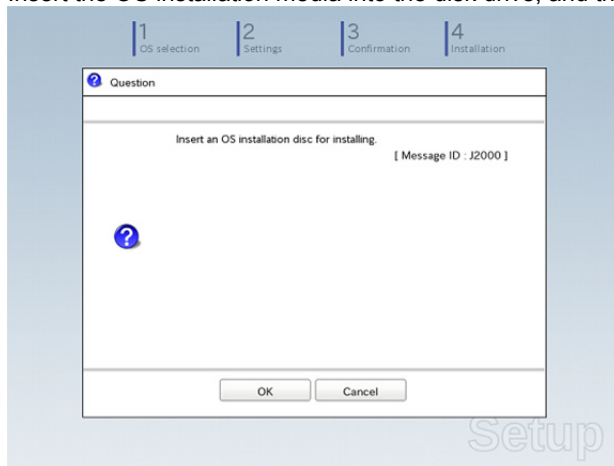 1 2 3 4
OS selection Settings Confirmation Installation
Question
Insert an OS installation disc for installing.
[ Message ID : J2000 ]
OK Cancel
Setup